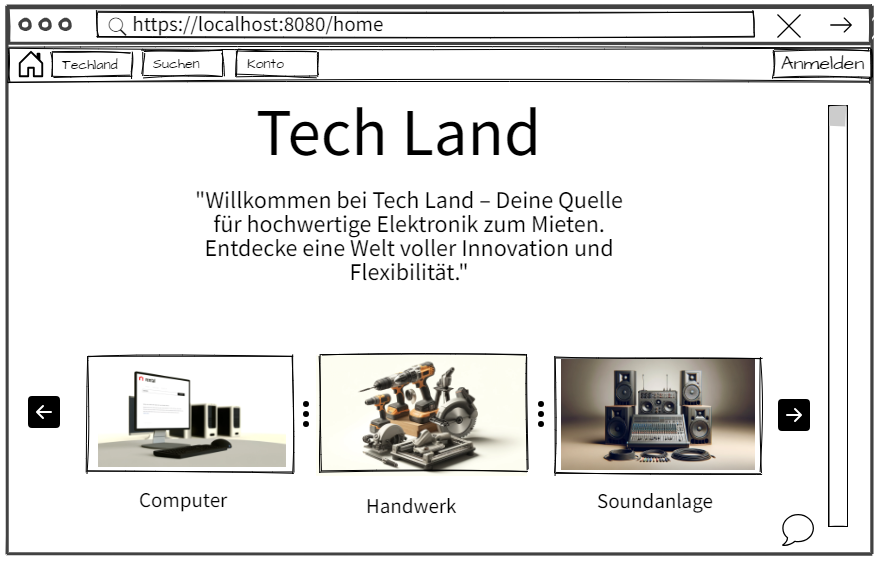 https://localhost:8080/home
Techland
Suchen
Konto
Anmelden
Tech Land
"Willkommen bei Tech Land – Deine Quelle
für hochwertige Elektronik zum Mieten.
Entdecke eine Welt voller Innovation und
Flexibilität."
Computer
Handwerk
Soundanlage